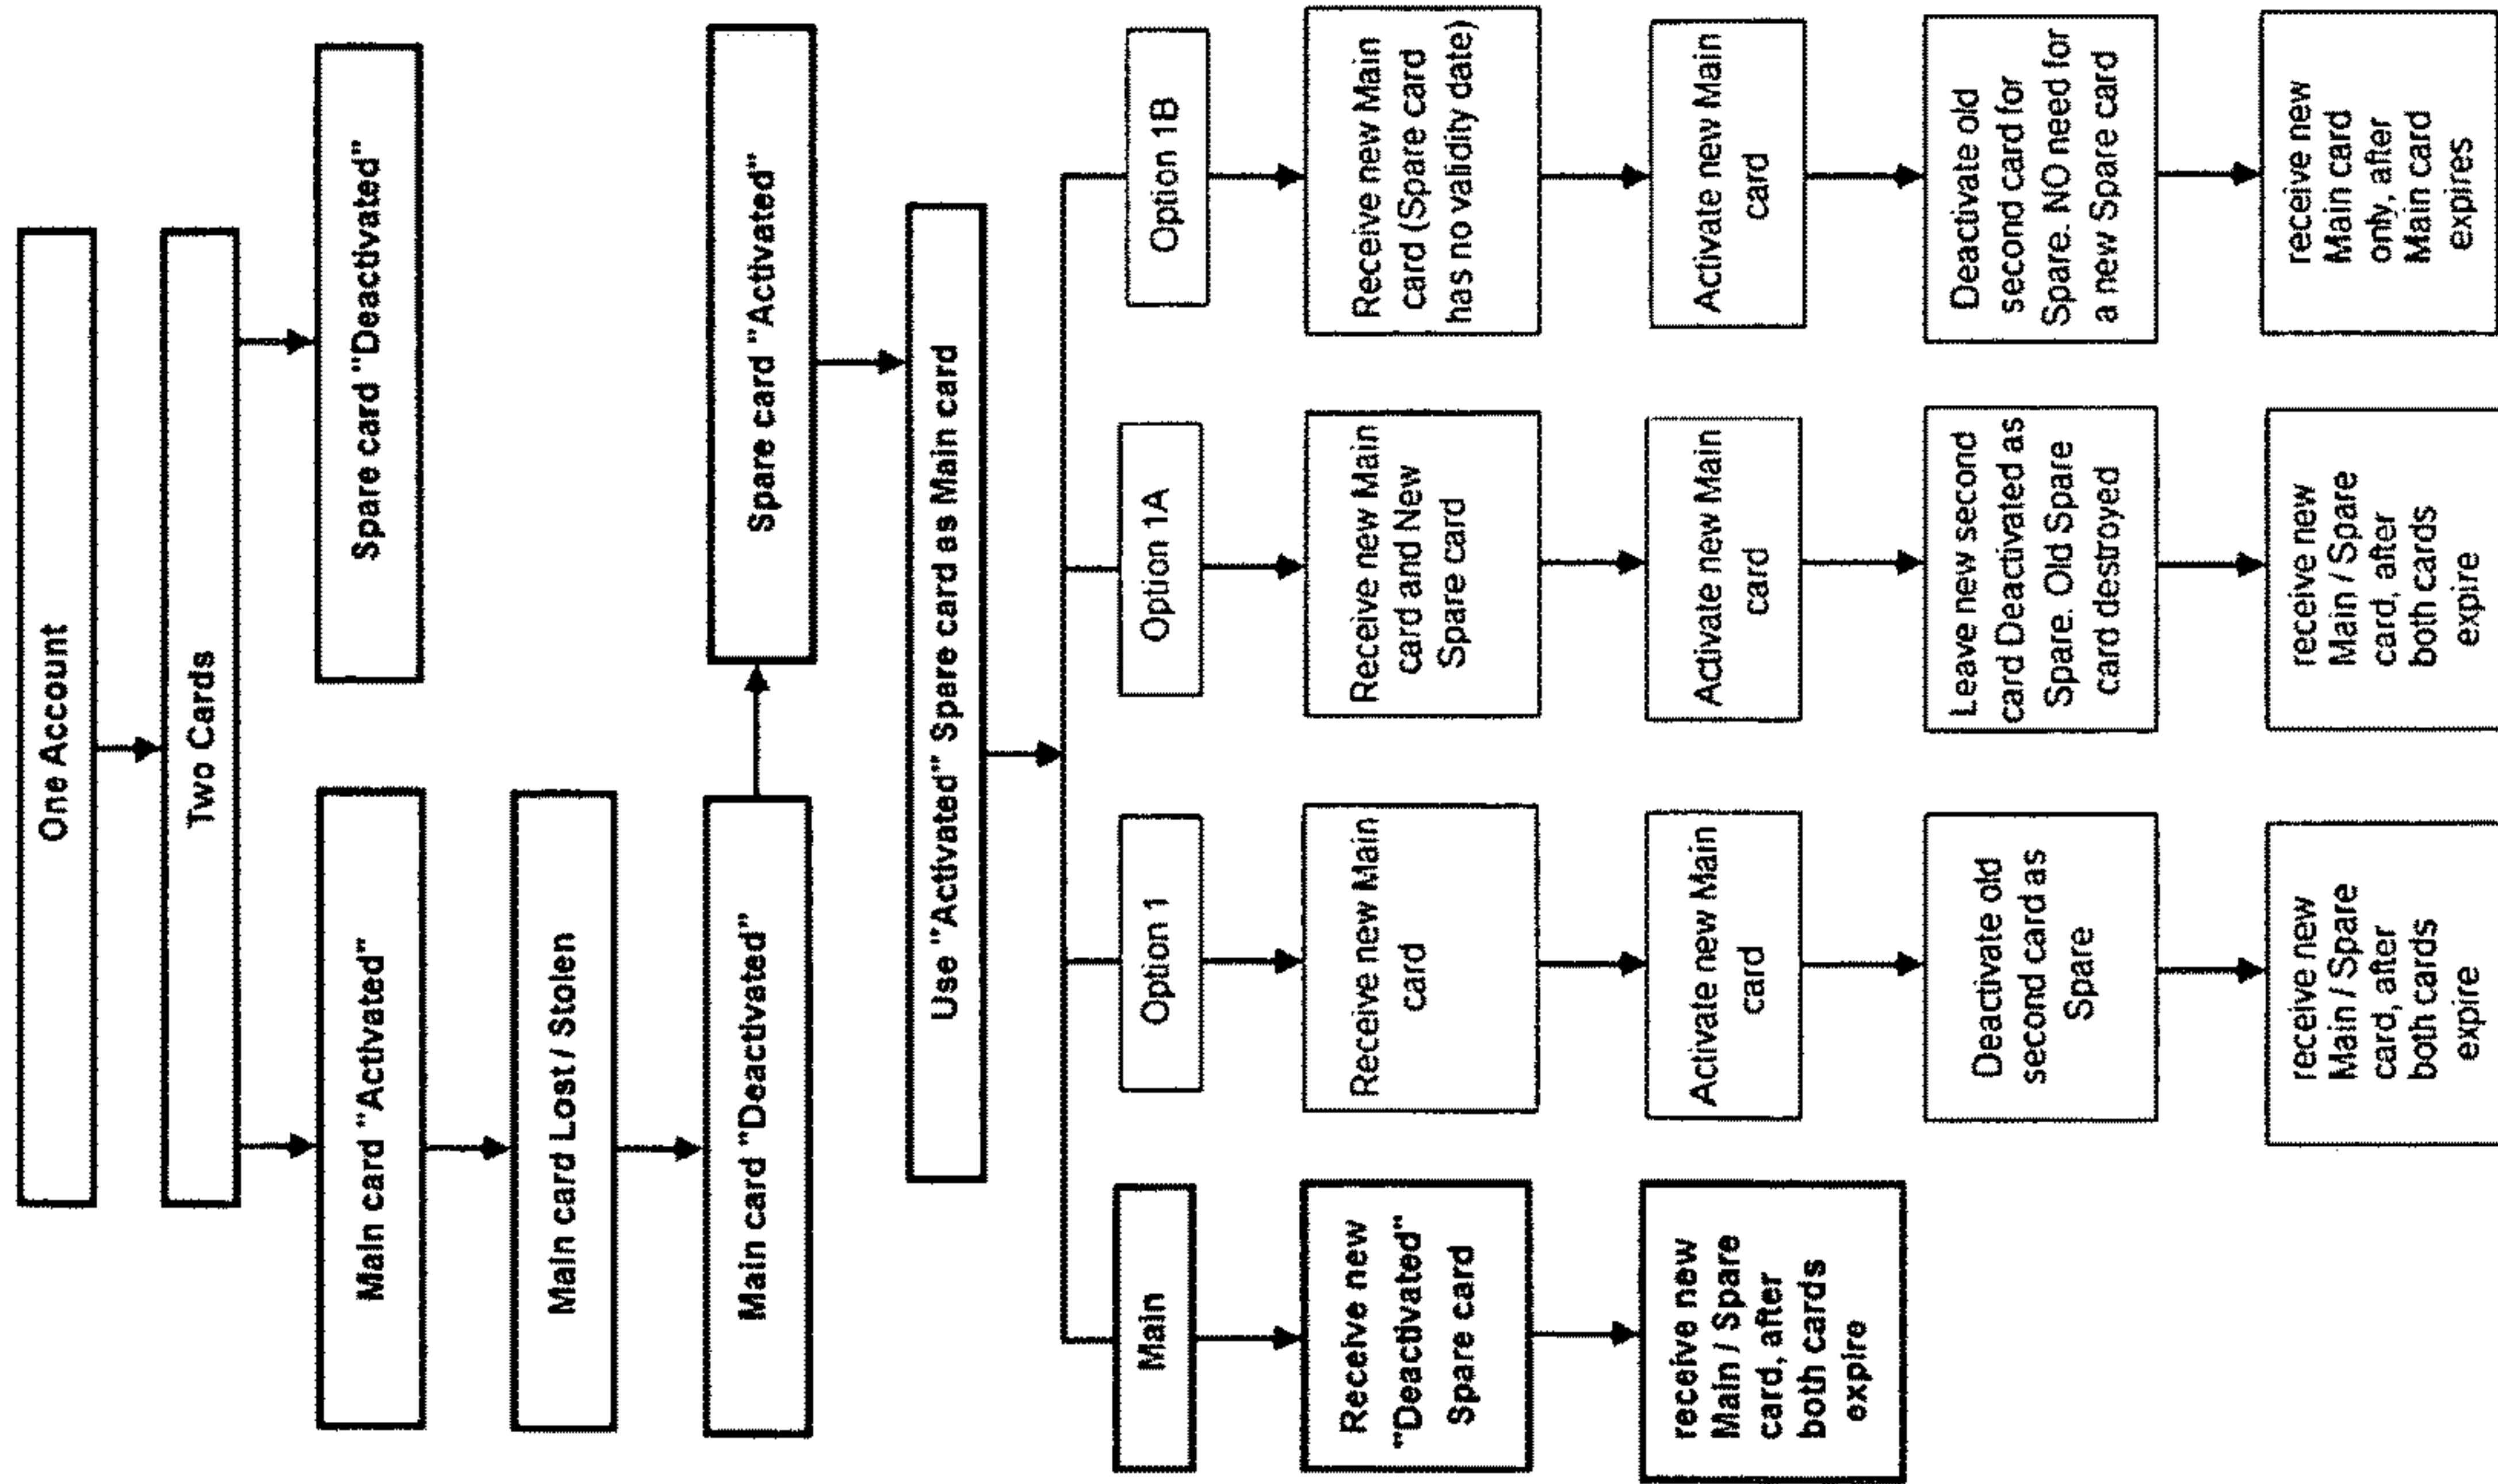 One Account
Two Cards
Main card "Activated"
Spare card "Deactivated"
Main card Lost / Stolen
Main card "Deactivated"
Spare card "Activated"
Use "Activated" Spare card as Main card
Main
Receive new
"Deactivated"
Spare card
receive new
Main / Spare
card, after
both cards
expire
Option 1
Receive new Main
card
Activate new Main
card
Deactivate old
second card as
Spare
receive new
Main / Spare
card, after
both cards
expire
Option 1A
Receive new Main
card and New
Spare card
Activate new Main
card
Leave new second
card Deactivated as
Spare. Old Spare
card destroyed
receive new
Main / Spare
card, after
both cards
expire
Option 1B
Receive new Main
card (Spare card
has no validity date)
Activate new Main
card
Deactivate old
second card for
Spare. NO need for
a new Spare card
receive new
Main card
only, after
Main card
expires